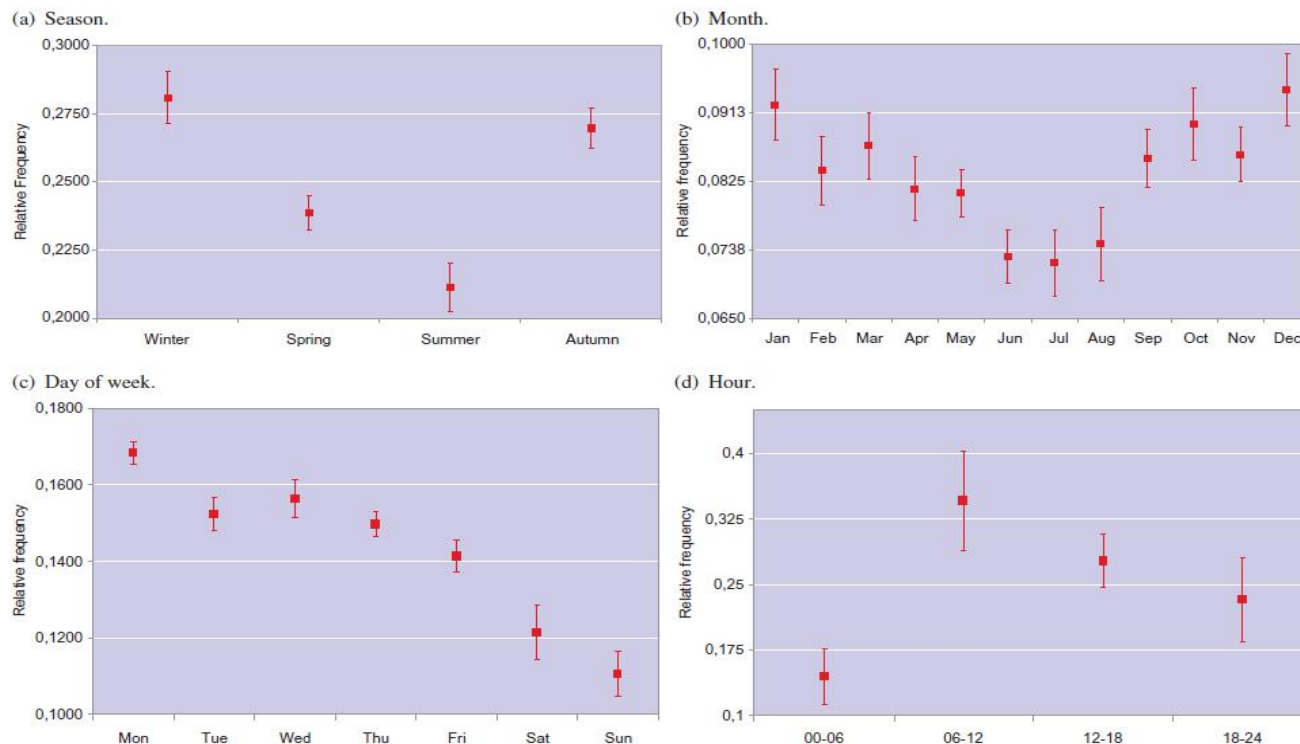 (a) Season.
0,3000
0,2750
0,2500
0,2250
0,2000
Relative Frequency
Winter Spring Summer Autumn
(b) Month.
0,1000
0,0913
0,0825
0,0738
0,0650
Relative frequency
Jan Feb Mar Apr May Jun Jul Aug Sep Oct Nov Dec
(c) Day of week.
0,1800
0,1600
0,1400
0,1200
0,1000
Relative frequency
Mon Tue Wed Thu Fri Sat Sun
(d) Hour.
0,4
0,325
0,25
0,175
0,1
Relative frequency
00-06 06-12 12-18 18-24